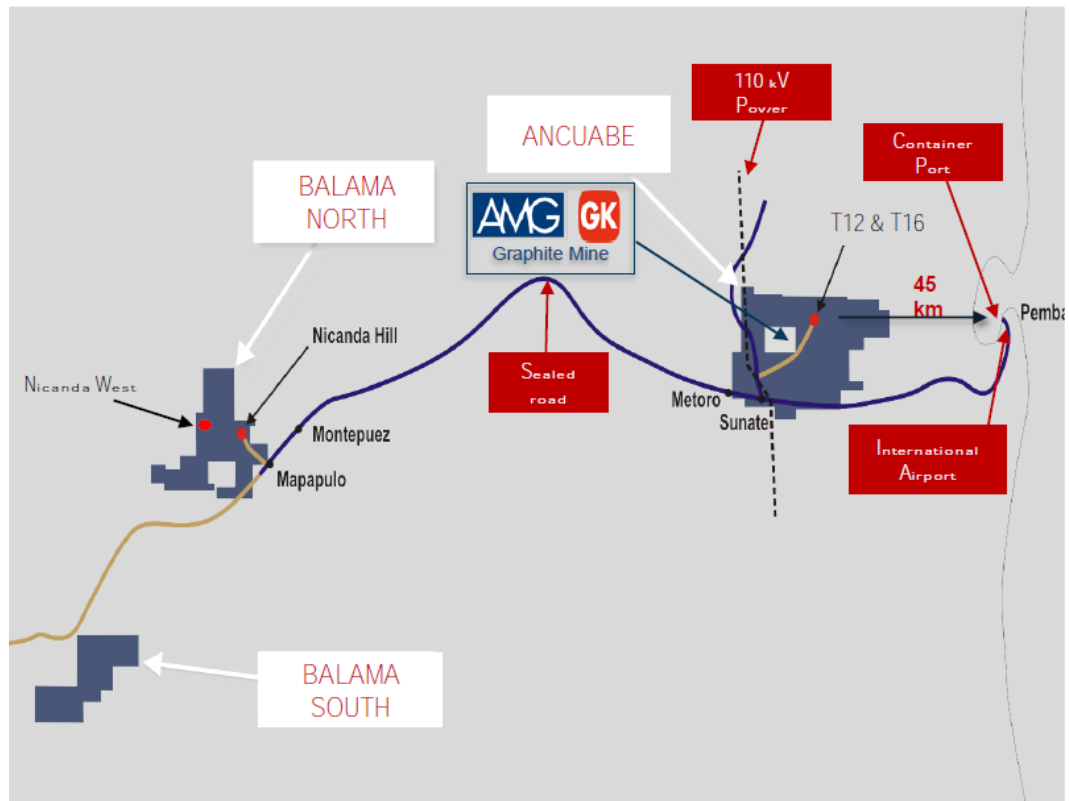 110 kV
Power
ANCUABE
Container
Port
BALAMA
NORTH
AMG GK
Graphite Mine
T12 & T16
45
km
Pemba
Nicanda Hill
Nicanda West
Sealed
road
Metoro
Sunate
Montepuez
International
Airport
Mapapulo
BALAMA
SOUTH